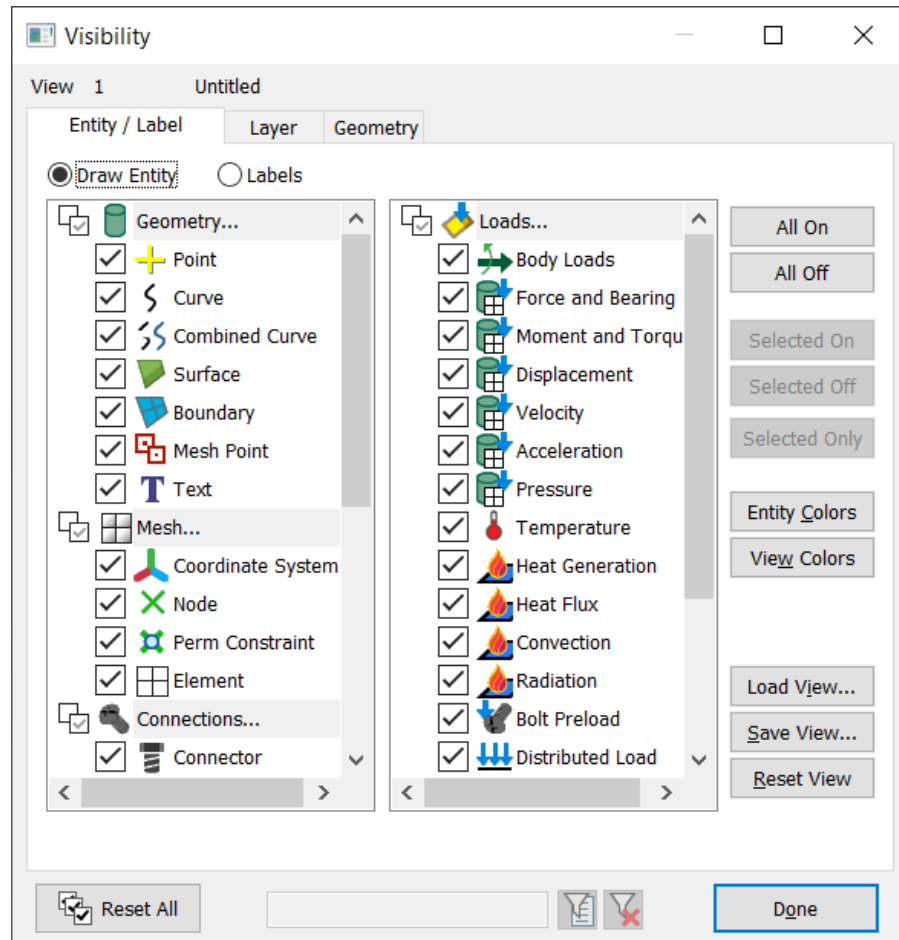 Visibility
View 1 Untitled
Entity / Label Layer Geometry
Draw Entity Labels
Geometry...
Point
Curve
Combined Curve
Surface
Boundary
Mesh Point
Text
Mesh...
Coordinate System
Node
Perm Constraint
Element
Connections...
Connector
Loads...
Body Loads
Force and Bearing
Moment and Torqu
Displacement
Velocity
Acceleration
Pressure
Temperature
Heat Generation
Heat Flux
Convection
Radiation
Bolt Preload
Distributed Load
All On
All Off
Selected On
Selected Off
Selected Only
Entity Colors
View Colors
Load View...
Save View...
Reset View
Reset All
Done